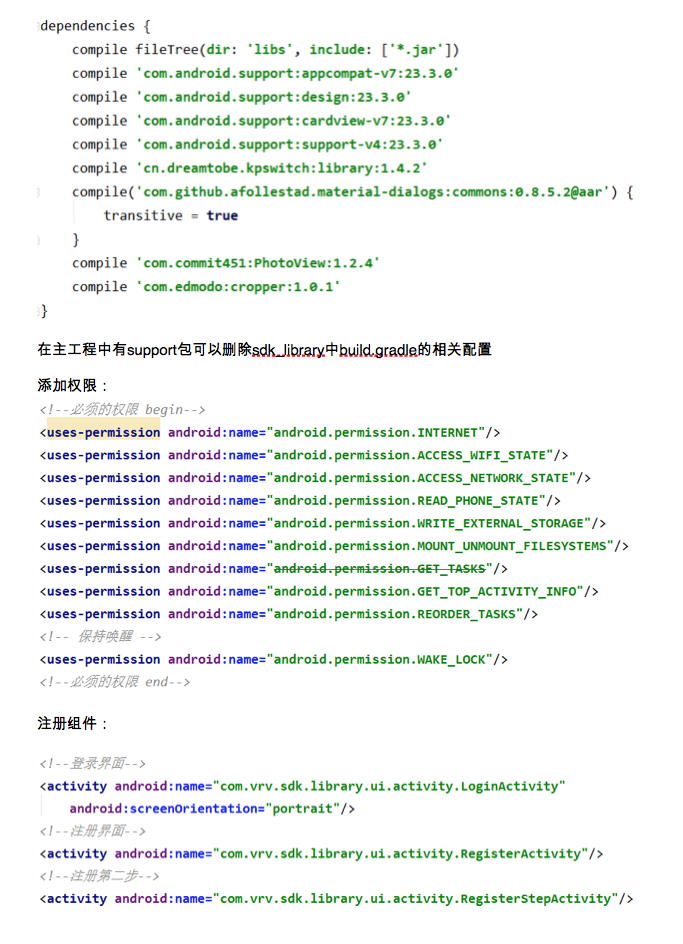 dependencies {
compile fileTree(dir: 'libs', include: ['*.jar'])
compile 'com.android.support:appcompat-v7:23.3.0'
compile 'com.android.support:design:23.3.0'
compile 'com.android.support:cardview-v7:23.3.0'
compile 'com.android.support:support-v4:23.3.0'
compile 'cn.dreamtobe.kpswitch:library:1.4.2'
compile('com.github.afollestad.material-dialogs:commons:0.8.5.2@aar') {
transitive = true
}
compile 'com.commit451:PhotoView:1.2.4'
compile 'com.edmodo:cropper:1.0.1'
}
在主工程中有support包可以删除sdk_library中build.gradle的相关配置
添加权限：
<!--必须的权限 begin-->
<uses-permission android:name="android.permission.INTERNET"/>
<uses-permission android:name="android.permission.ACCESS_WIFI_STATE"/>
<uses-permission android:name="android.permission.ACCESS_NETWORK_STATE"/>
<uses-permission android:name="android.permission.READ_PHONE_STATE"/>
<uses-permission android:name="android.permission.WRITE_EXTERNAL_STORAGE"/>
<uses-permission android:name="android.permission.MOUNT_UNMOUNT_FILESYSTEMS"/>
<uses-permission android:name="android.permission.GET_TASKS"/>
<uses-permission android:name="android.permission.GET_TOP_ACTIVITY_INFO"/>
<uses-permission android:name="android.permission.REORDER_TASKS"/>
<!-- 保持唤醒 -->
<uses-permission android:name="android.permission.WAKE_LOCK"/>
<!--必须的权限 end-->
注册组件：
<!--登录界面-->
<activity android:name="com.vrv.sdk.library.ui.activity.LoginActivity"
android:screenOrientation="portrait"/>
<!--注册界面-->
<activity android:name="com.vrv.sdk.library.ui.activity.RegisterActivity"/>
<!--注册第二步-->
<activity android:name="com.vrv.sdk.library.ui.activity.RegisterStepActivity"/>